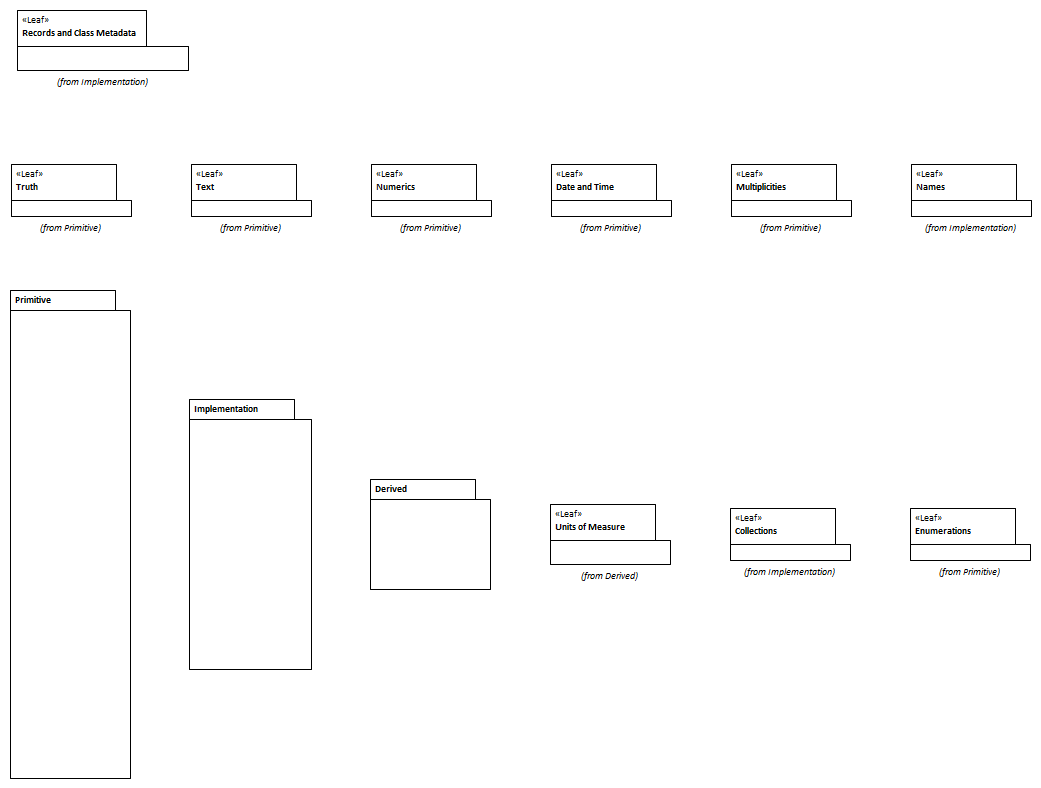 «Leaf»
Records and Class Metadata
(from Implementation)
«Leaf»
Truth
(from Primitive)
«Leaf»
Text
(from Primitive)
«Leaf»
Numerics
(from Primitive)
«Leaf»
Date and Time
(from Primitive)
«Leaf»
Multiplicities
(from Primitive)
«Leaf»
Names
(from Implementation)
Primitive
Implementation
Derived
«Leaf»
Units of Measure
(from Derived)
«Leaf»
Collections
(from Implementation)
«Leaf»
Enumerations
(from Primitive)